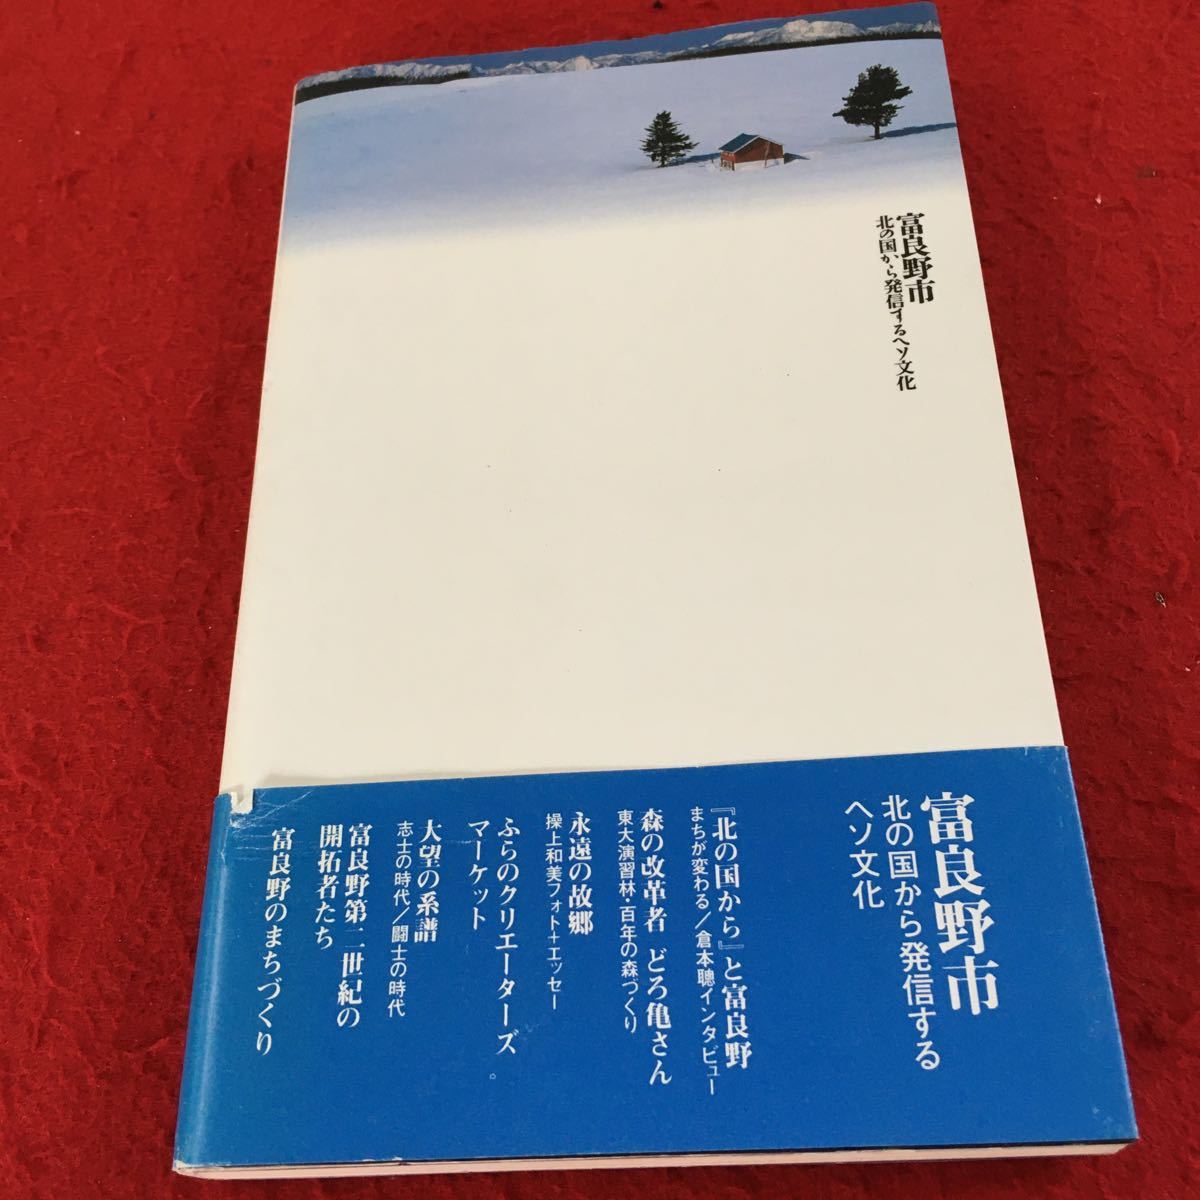 富良野市
北の国から発信するヘソ文化
富良野市
北の国から発信する
ヘソ文化
『北の国から』と富良野
まちが変わる/倉本聰インタビュー
森の改革者 どろ亀さん
東大演習林・百年の森づくり
永遠の故郷
操上和美フォト+エッセー
ふらのクリエーターズ
マーケット
大望の系譜
志士の時代/闘士の時代
富良野第二世紀の
開拓者たち
富良野のまちづくり